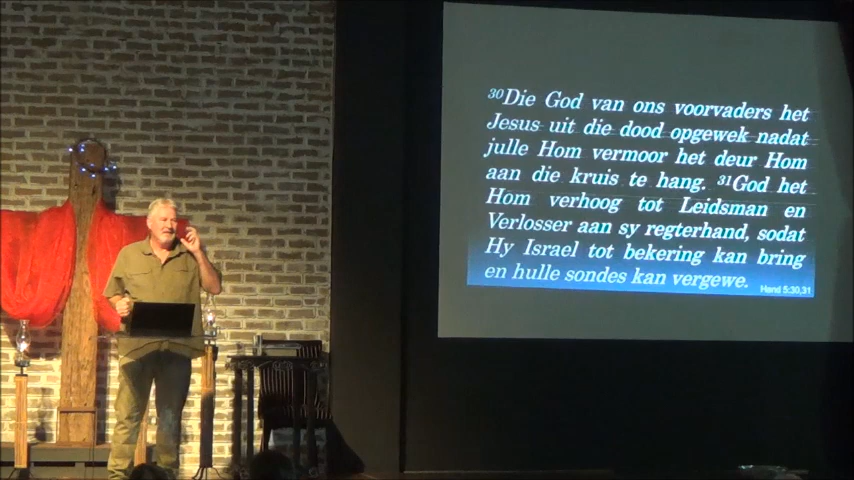 ³⁰Die God van ons voorvaders het
Jesus uit die dood opgewek nadat
julle Hom vermoor het deur Hom
aan die kruis te hang. ³¹God het
Hom verhoog tot Leidsman en
Verlosser aan sy regterhand, sodat
Hy Israel tot bekering kan bring
en hulle sondes kan vergewe.
Hand 5:30,31